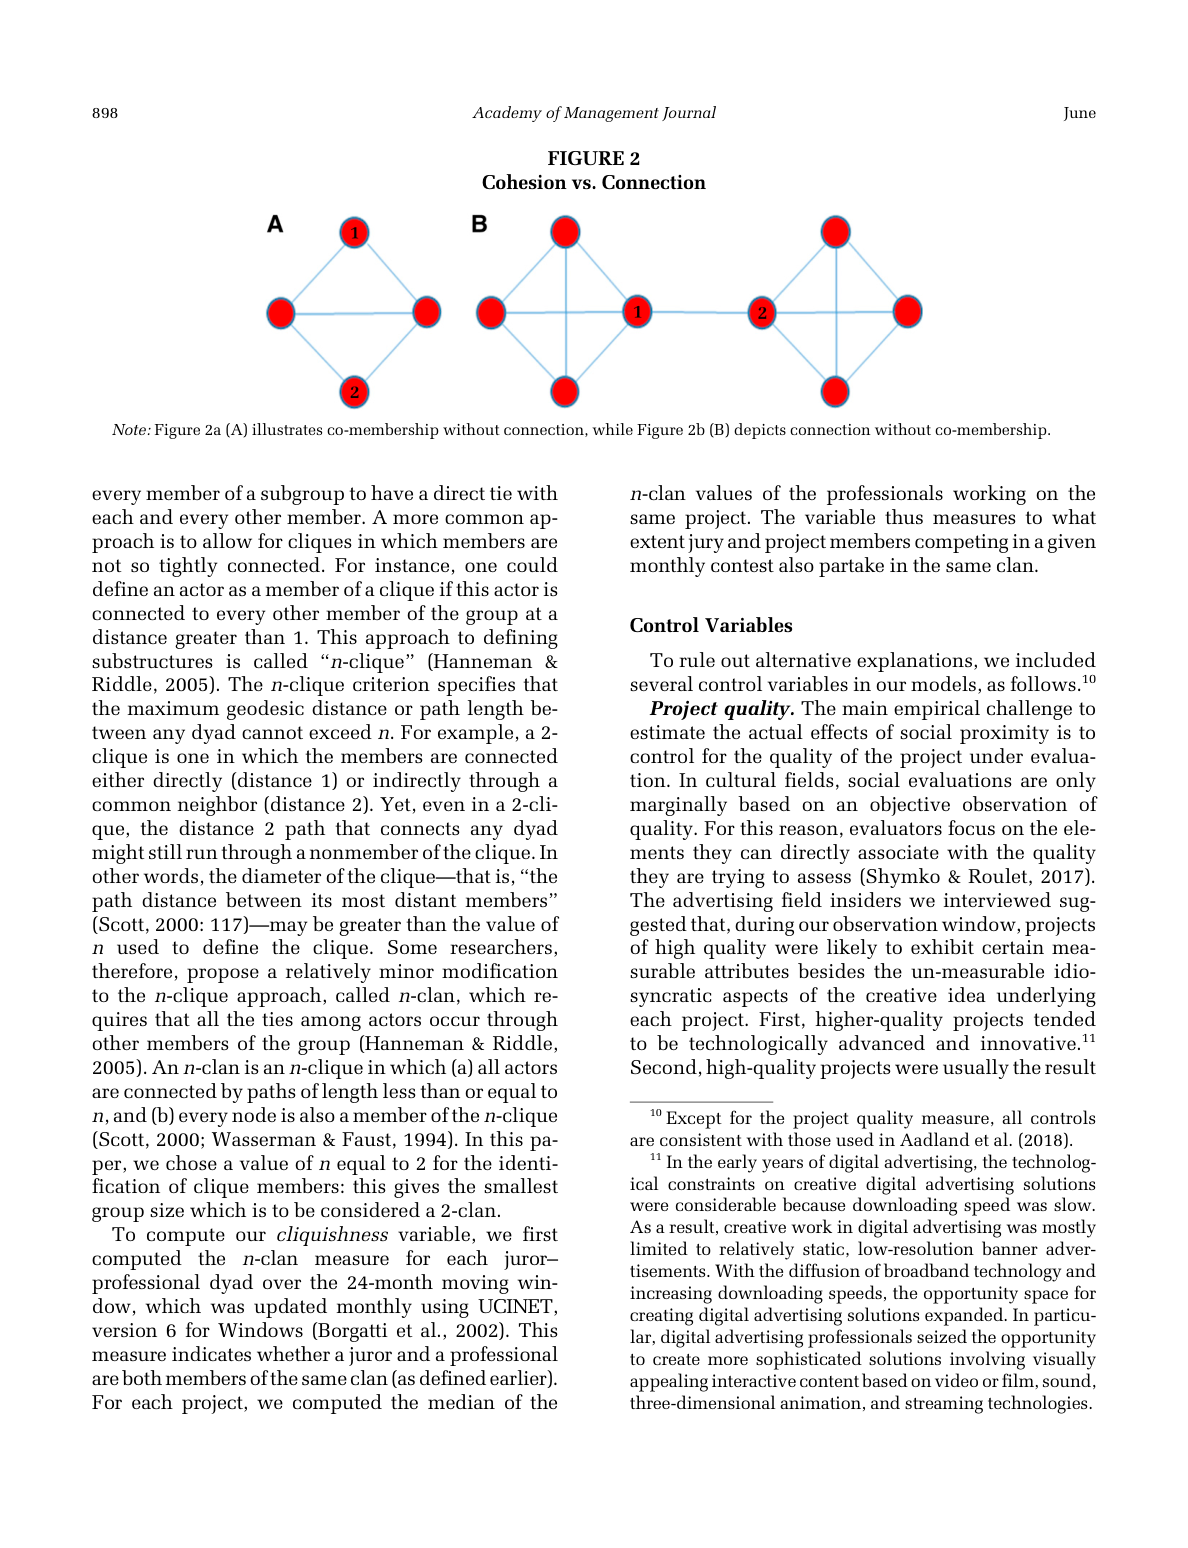 898
Academy of Management Journal
June
FIGURE 2
Cohesion vs. Connection
A
B
1
1
2
2
Note: Figure 2a (A) illustrates co-membership without connection, while Figure 2b (B) depicts connection without co-membership.
every member of a subgroup to have a direct tie with
each and every other member. A more common ap-
proach is to allow for cliques in which members are
not so tightly connected. For instance, one could
define an actor as a member of a clique if this actor is
connected to every other member of the group at a
distance greater than 1. This approach to defining
substructures is called “n-clique” (Hanneman &
Riddle, 2005). The n-clique criterion specifies that
the maximum geodesic distance or path length be-
tween any dyad cannot exceed n. For example, a 2-
clique is one in which the members are connected
either directly (distance 1) or indirectly through a
common neighbor (distance 2). Yet, even in a 2-cli-
que, the distance 2 path that connects any dyad
might still run through a nonmember of the clique. In
other words, the diameter of the clique—that is, “the
path distance between its most distant members”
(Scott, 2000: 117)—may be greater than the value of
n used to define the clique. Some researchers,
therefore, propose a relatively minor modification
to the n-clique approach, called n-clan, which re-
quires that all the ties among actors occur through
other members of the group (Hanneman & Riddle,
2005). An n-clan is an n-clique in which (a) all actors
are connected by paths of length less than or equal to
n, and (b) every node is also a member of the n-clique
(Scott, 2000; Wasserman & Faust, 1994). In this pa-
per, we chose a value of n equal to 2 for the identi-
fication of clique members: this gives the smallest
group size which is to be considered a 2-clan.
To compute our cliquishness variable, we first
computed the n-clan measure for each juror–
professional dyad over the 24-month moving win-
dow, which was updated monthly using UCINET,
version 6 for Windows (Borgatti et al., 2002). This
measure indicates whether a juror and a professional
are both members of the same clan (as defined earlier).
For each project, we computed the median of the
n-clan values of the professionals working on the
same project. The variable thus measures to what
extent jury and project members competing in a given
monthly contest also partake in the same clan.
Control Variables
To rule out alternative explanations, we included
several control variables in our models, as follows.10
Project quality. The main empirical challenge to
estimate the actual effects of social proximity is to
control for the quality of the project under evalua-
tion. In cultural fields, social evaluations are only
marginally based on an objective observation of
quality. For this reason, evaluators focus on the ele-
ments they can directly associate with the quality
they are trying to assess (Shymko & Roulet, 2017).
The advertising field insiders we interviewed sug-
gested that, during our observation window, projects
of high quality were likely to exhibit certain mea-
surable attributes besides the un-measurable idio-
syncratic aspects of the creative idea underlying
each project. First, higher-quality projects tended
to be technologically advanced and innovative.11
Second, high-quality projects were usually the result
10 Except for the project quality measure, all controls
are consistent with those used in Aadland et al. (2018).
11 In the early years of digital advertising, the technolog-
ical constraints on creative digital advertising solutions
were considerable because downloading speed was slow.
As a result, creative work in digital advertising was mostly
limited to relatively static, low-resolution banner adver-
tisements. With the diffusion of broadband technology and
increasing downloading speeds, the opportunity space for
creating digital advertising solutions expanded. In particu-
lar, digital advertising professionals seized the opportunity
to create more sophisticated solutions involving visually
appealing interactive content based on video or film, sound,
three-dimensional animation, and streaming technologies.